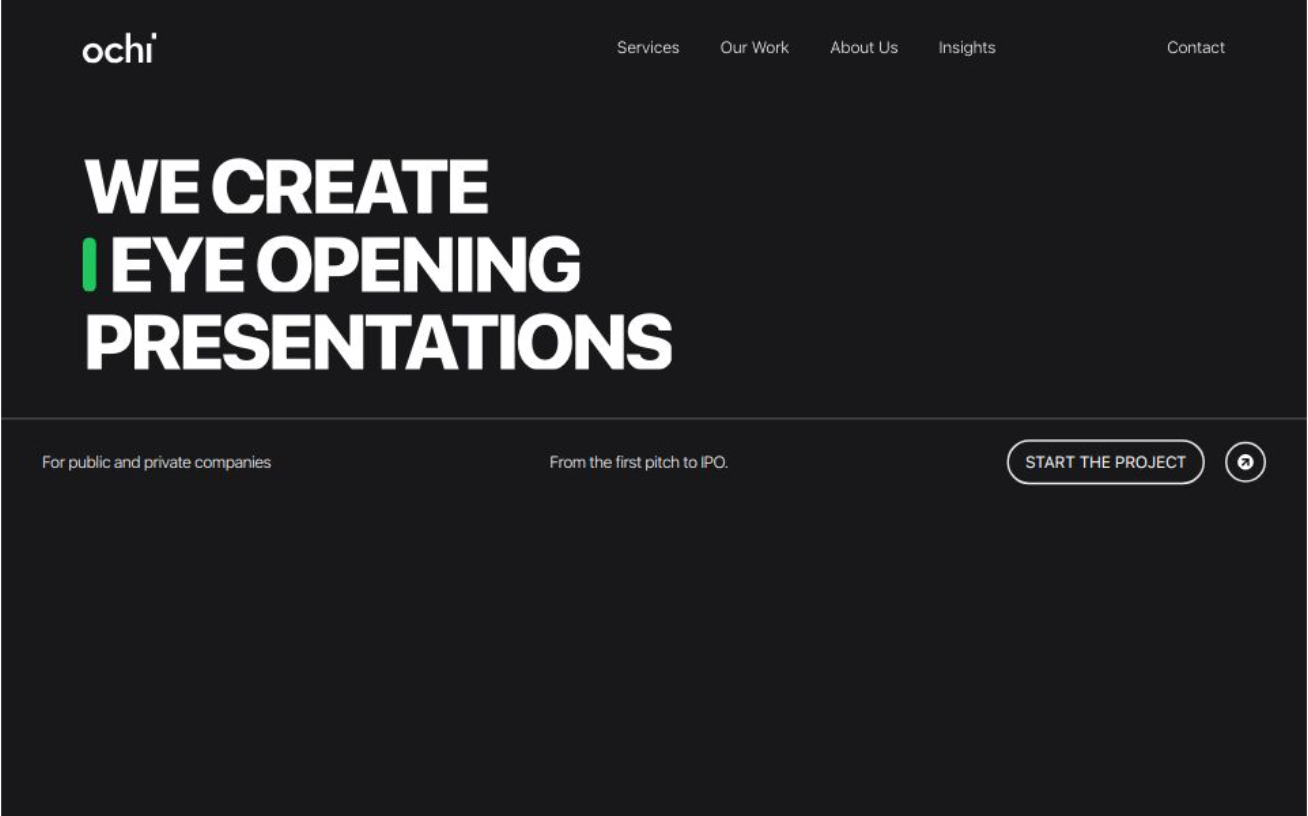 ochi
Services Our Work About Us Insights Contact
WE CREATE
EYE OPENING
PRESENTATIONS
For public and private companies From the first pitch to IPO. START THE PROJECT